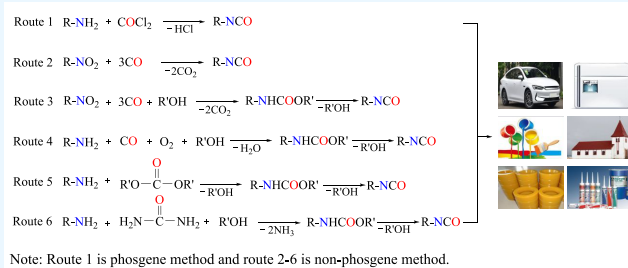 Route 1 R-NH₂ + COCl₂ −HCl R-NCO
Route 2 R-NO₂ + 3CO −2CO₂ R-NCO
Route 3 R-NO₂ + 3CO + R'OH −2CO₂ R-NHCOOR' −R'OH R-NCO
Route 4 R-NH₂ + CO + O₂ + R'OH −H₂O R-NHCOOR' −R'OH R-NCO
O
Route 5 R-NH₂ + R'O−C−OR' −R'OH R-NHCOOR' −R'OH R-NCO
O
Route 6 R-NH₂ + H₂N−C−NH₂ + R'OH −2NH₃ R-NHCOOR' −R'OH R-NCO
Note: Route 1 is phosgene method and route 2-6 is non-phosgene method.